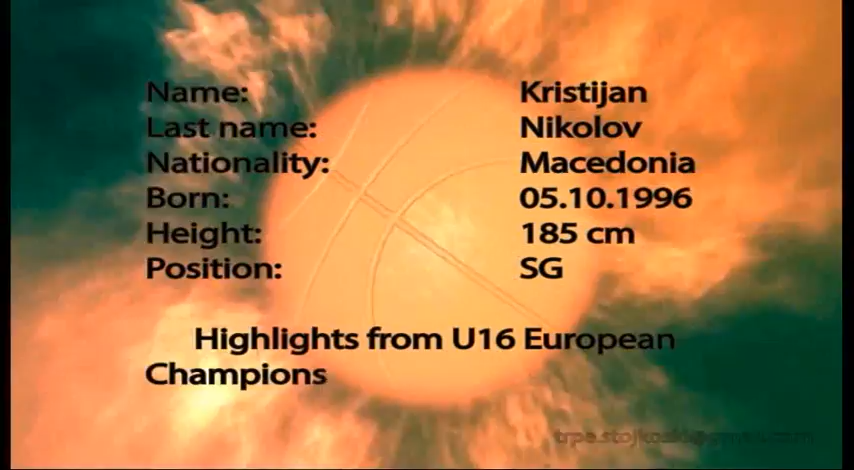 Name: Kristijan
Last name: Nikolov
Nationality: Macedonia
Born: 05.10.1996
Height: 185 cm
Position: SG
Highlights from U16 European
Champions